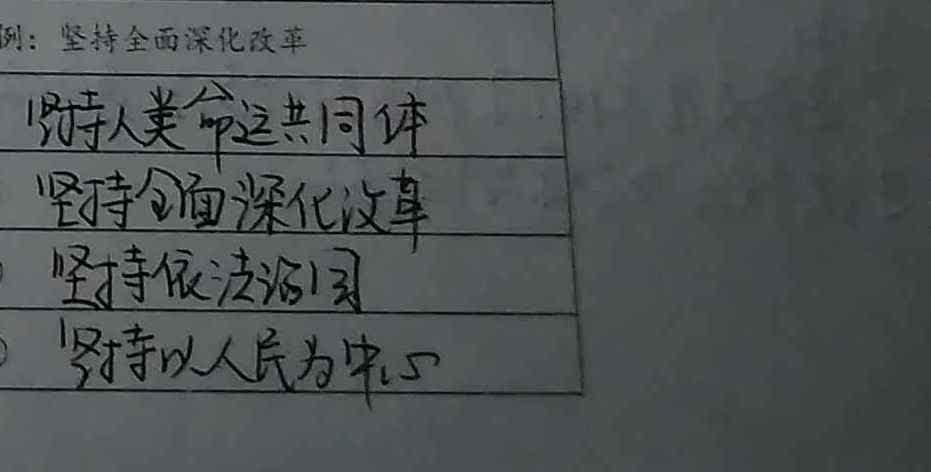 例：坚持全面深化改革
坚持人类命运共同体
坚持全面深化改革
坚持依法治国
坚持以人民为中心